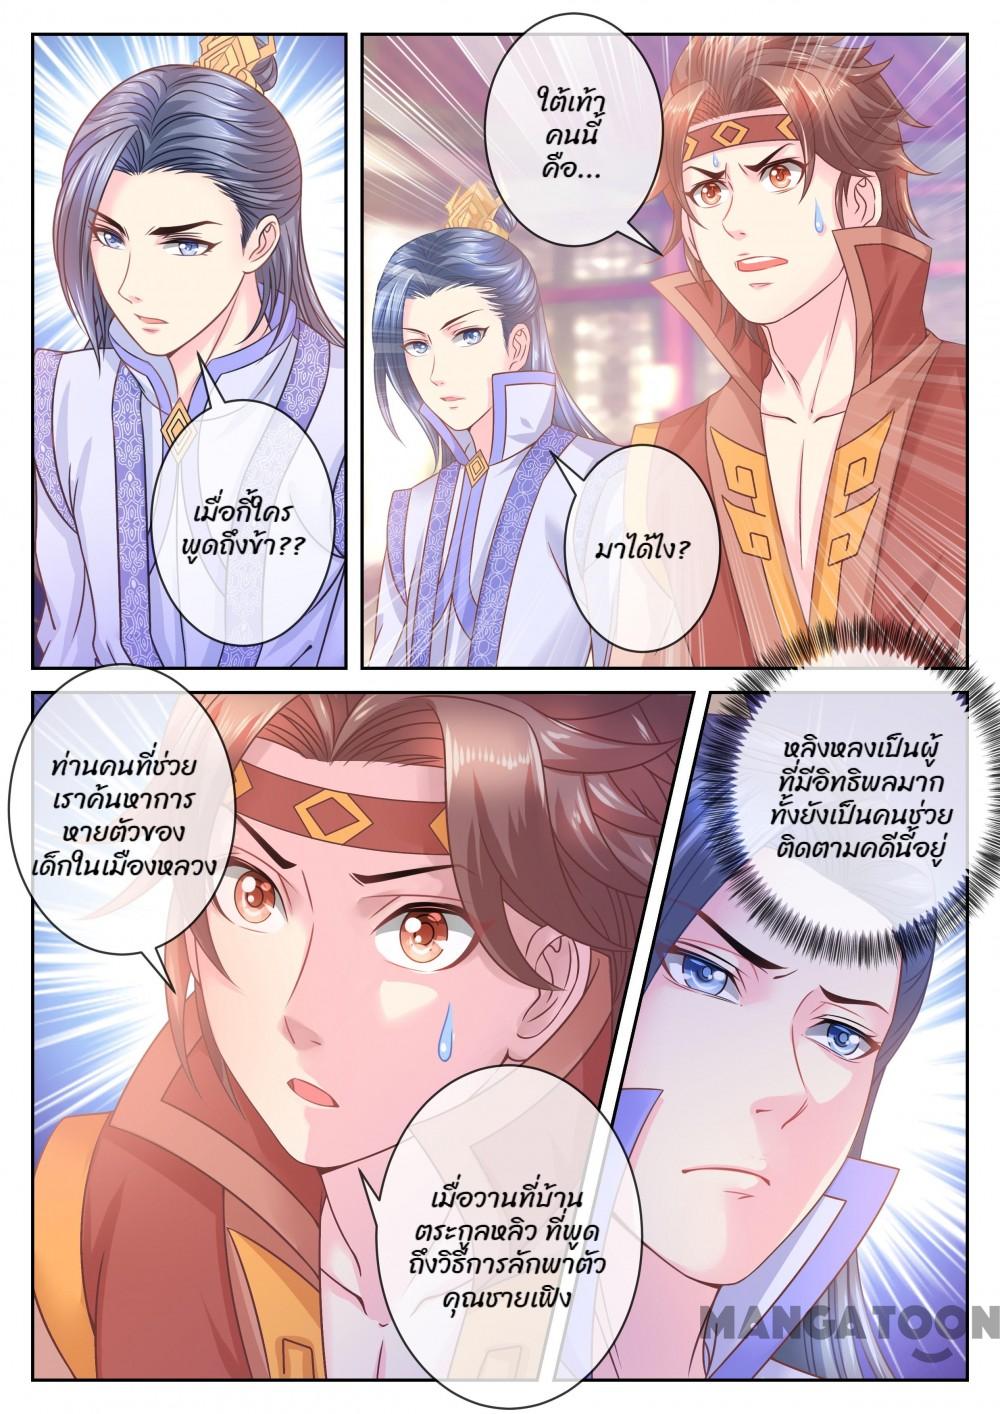 เมื่อกี้ใคร
พูดถึงข้า??
ใต้เท้า
คนนี้
คือ...
มาได้ไง?
ท่านคนที่ช่วย
เราค้นหาการ
หายตัวของ
เด็กในเมืองหลวง
หลิงหลงเป็นผู้
ที่มีอิทธิพลมาก
ทั้งยังเป็นคนช่วย
ติดตามคดีนี้อยู่
เมื่อวานที่บ้าน
ตระกูลหลิว ที่พูด
ถึงวิธีการลักพาตัว
คุณชายเฟิง
MANGATOON